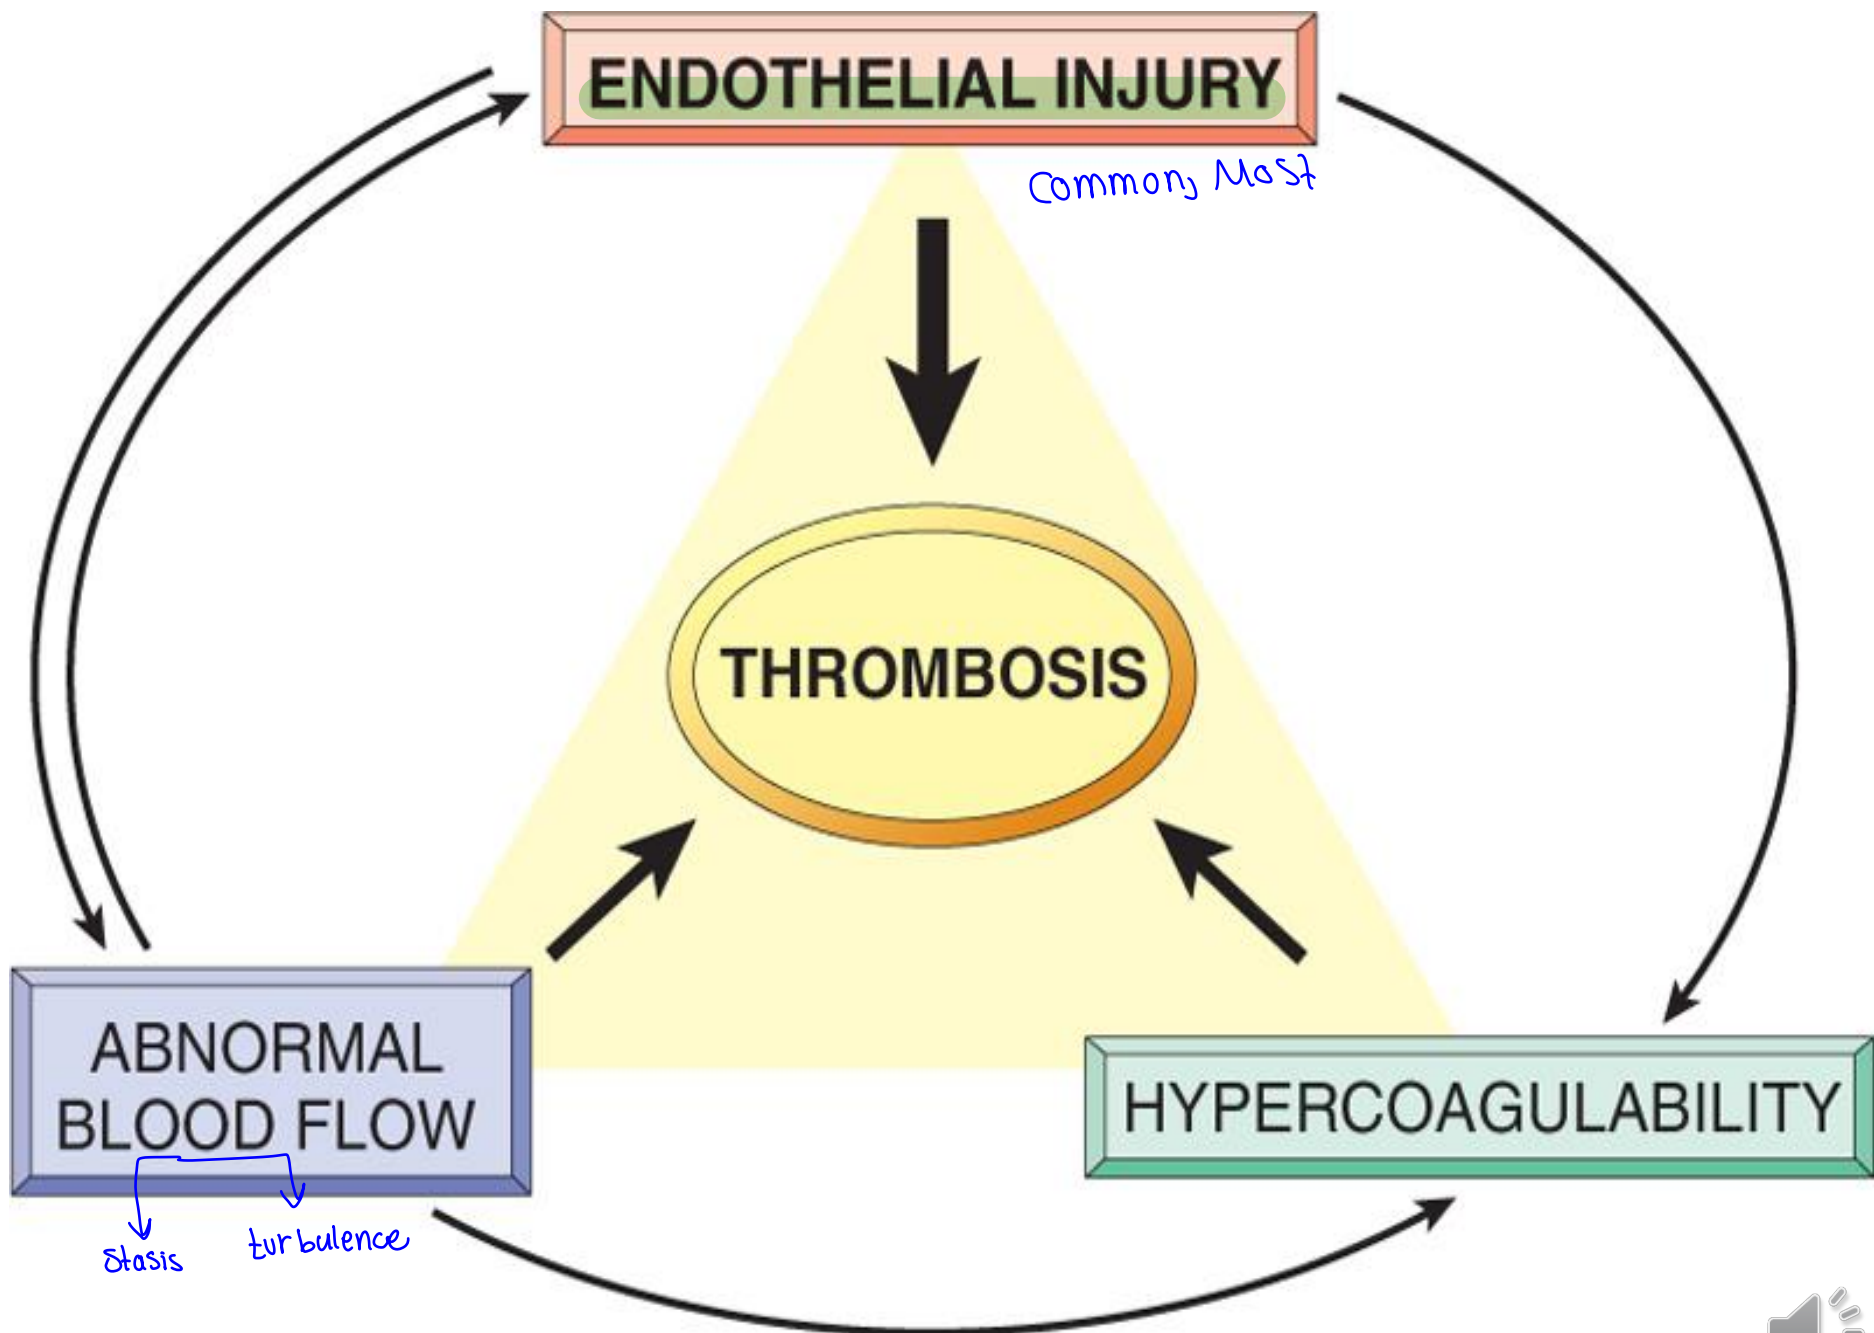 ENDOTHELIAL INJURY
Common, Most
THROMBOSIS
ABNORMAL
BLOOD FLOW
HYPERCOAGULABILITY
stasis
turbulence